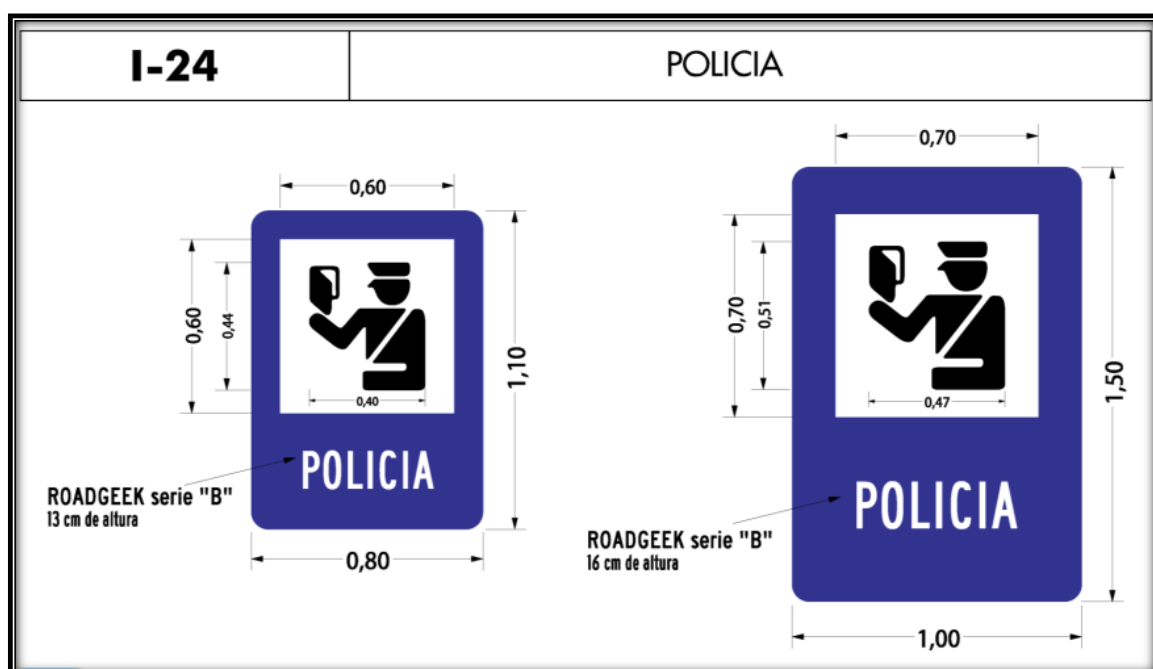 I-24
POLICIA
0,60
0,60
0,44
0,40
1,10
POLICIA
ROADGEEK serie "B"
13 cm de altura
0,80
0,70
0,70
0,51
0,47
1,50
POLICIA
ROADGEEK serie "B"
16 cm de altura
1,00